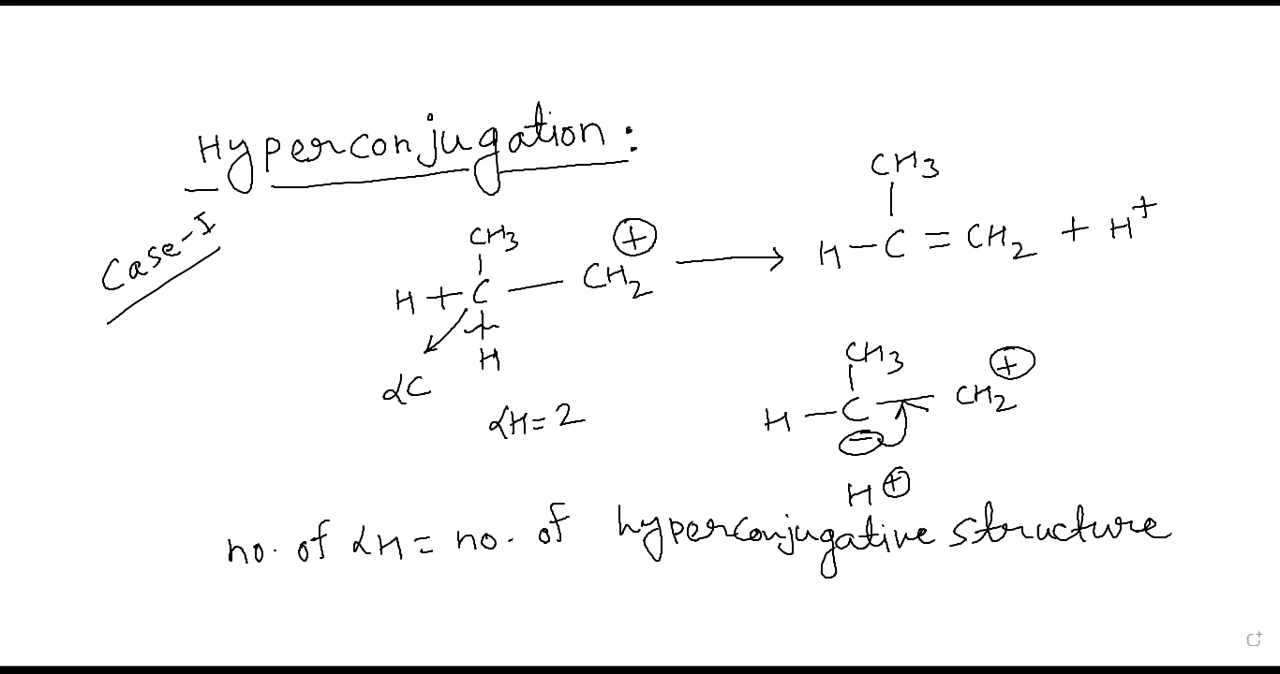 Hyperconjugation :
Case-I
CH3
H + C — CH2 ⊕
H
αC
αH = 2
CH3
H — C = CH2 + H+
CH3
H — C — CH2 ⊕
⊖
H ⊕
no. of αH = no. of hyperconjugative structure